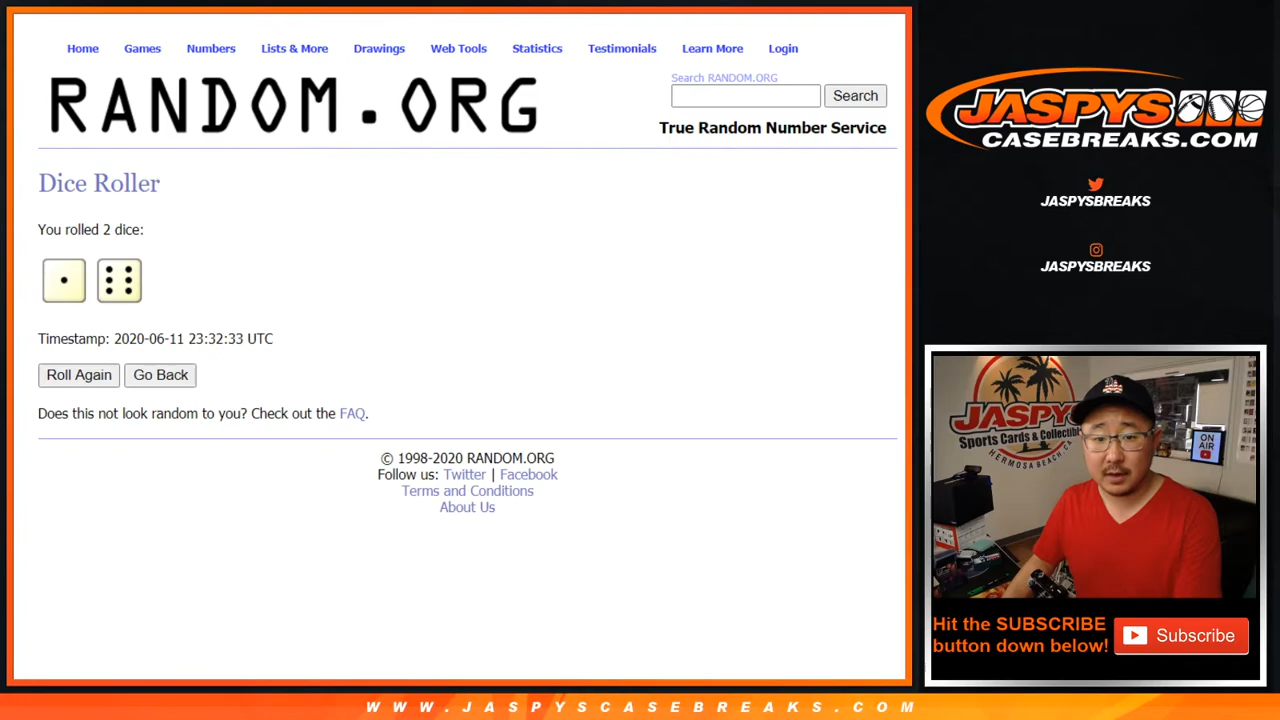 Home Games Numbers Lists & More Drawings Web Tools Statistics Testimonials Learn More Login
RANDOM.ORG
Search RANDOM.ORG
Search
True Random Number Service
Dice Roller
You rolled 2 dice:
Timestamp: 2020-06-11 23:32:33 UTC
Roll Again Go Back
Does this not look random to you? Check out the FAQ.
© 1998-2020 RANDOM.ORG
Follow us: Twitter | Facebook
Terms and Conditions
About Us
JASPYS
CASEBREAKS.COM
JASPYSBREAKS
JASPYSBREAKS
JASPYS
Sports Cards & Collectibl
HERMOSA BEACH, CA
ON
AIR
Hit the SUBSCRIBE
button down below!
Subscribe
WWW.JASPYSCASEBREAKS.COM